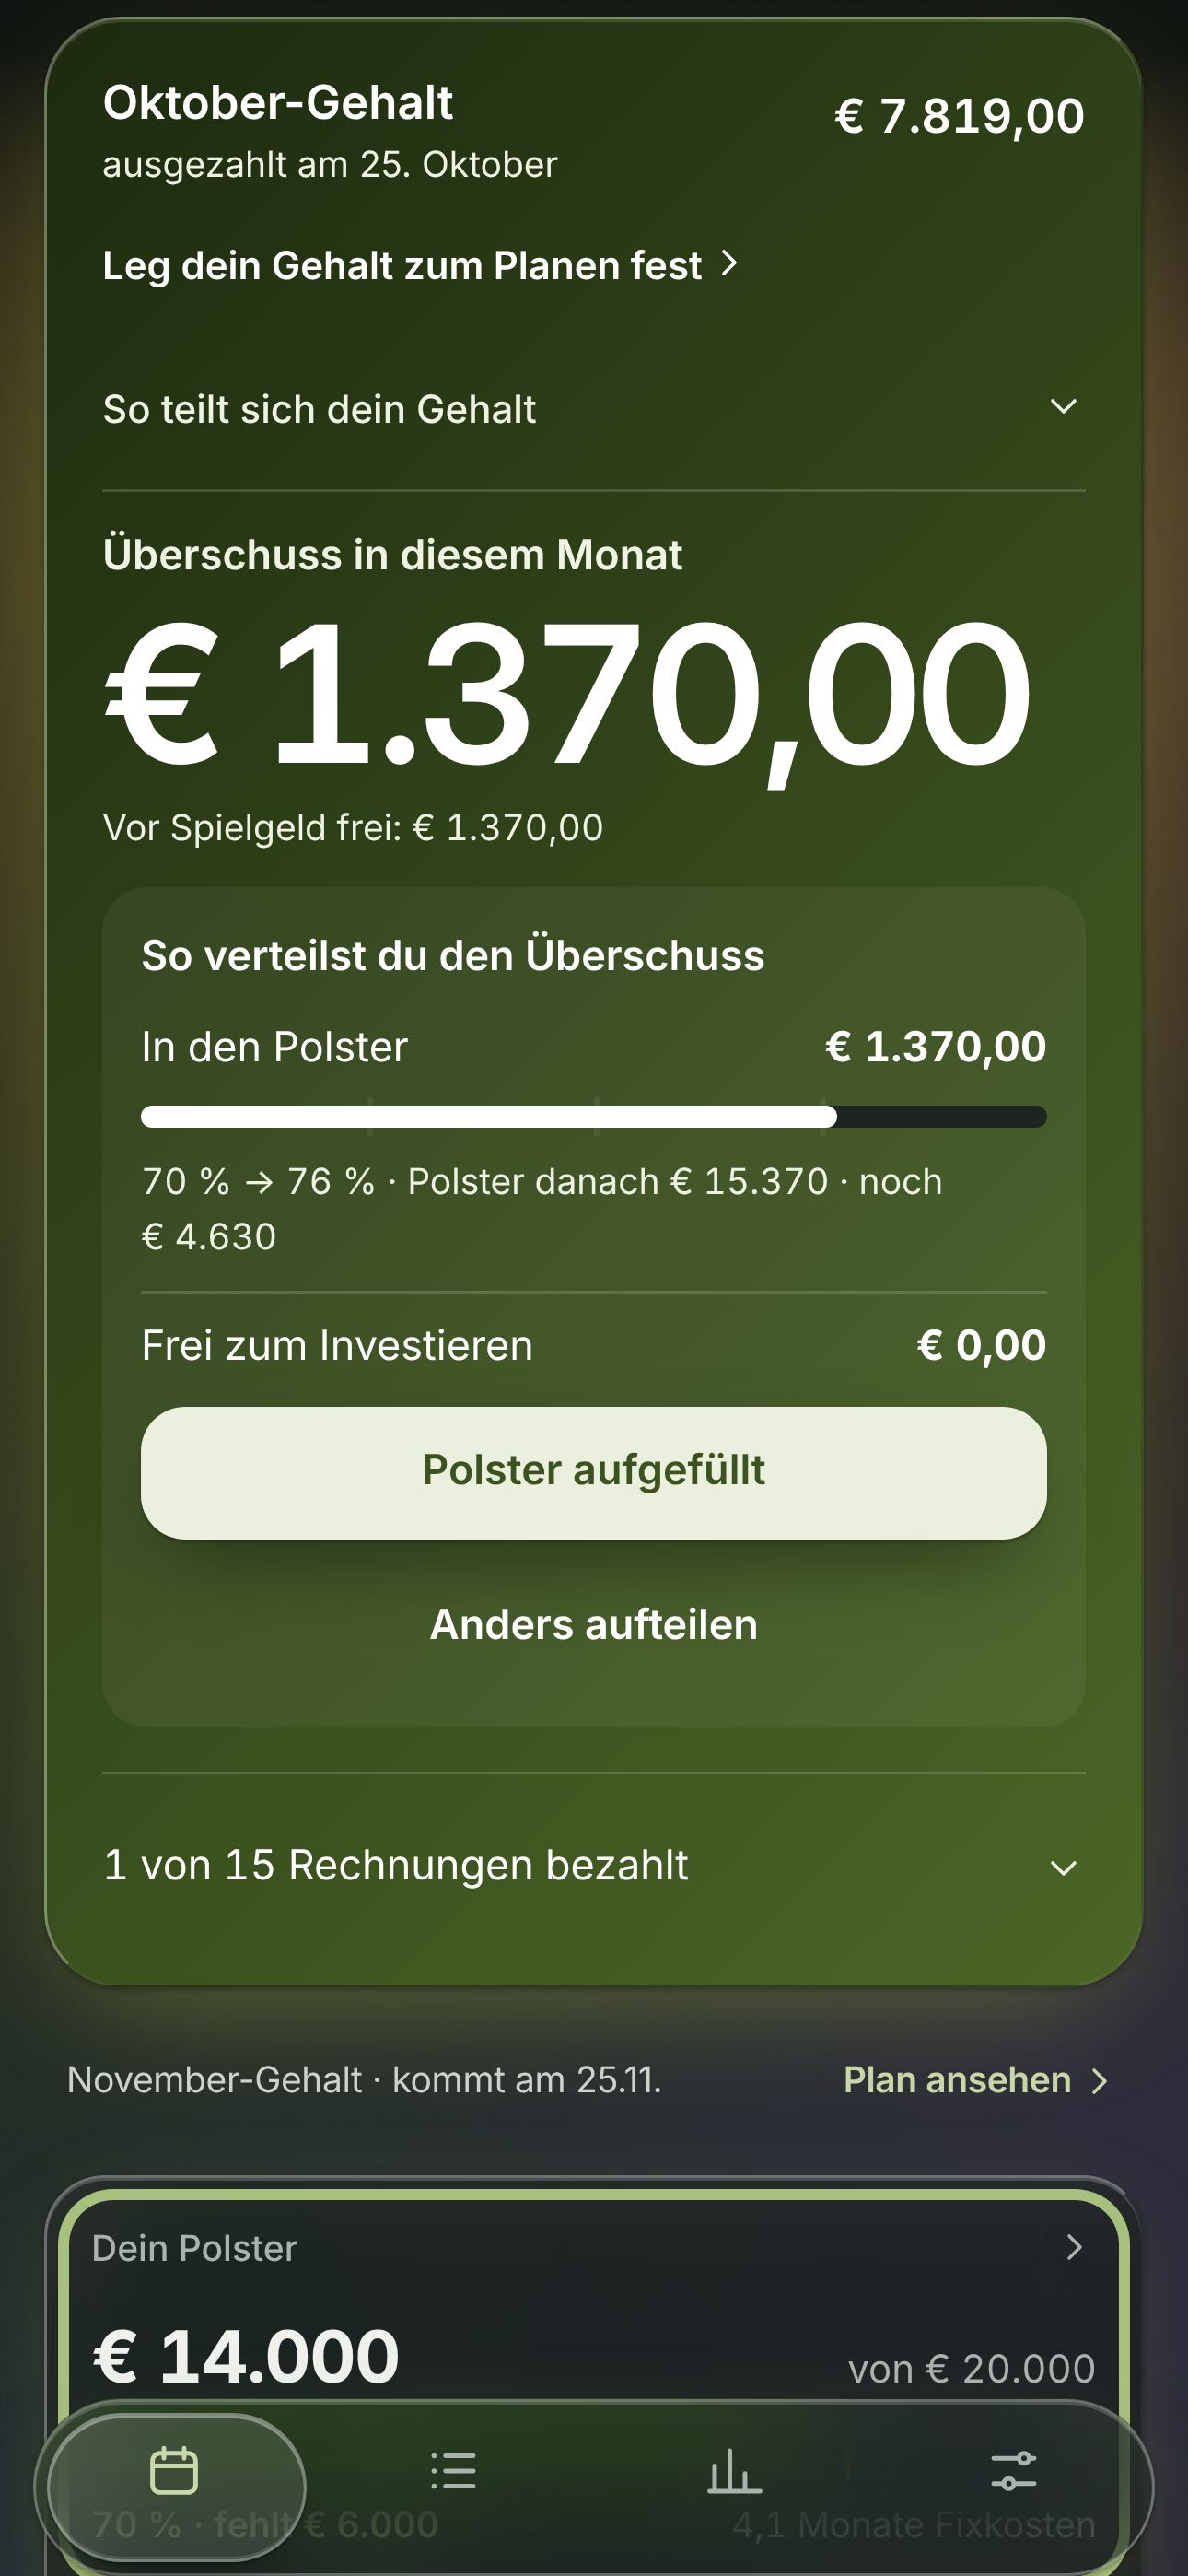 Oktober-Gehalt
€ 7.819,00
ausgezahlt am 25. Oktober
Leg dein Gehalt zum Planen fest
So teilt sich dein Gehalt
Überschuss in diesem Monat
€ 1.370,00
Vor Spielgeld frei: € 1.370,00
So verteilst du den Überschuss
In den Polster
€ 1.370,00
70 % → 76 % · Polster danach € 15.370 · noch
€ 4.630
Frei zum Investieren
€ 0,00
Polster aufgefüllt
Anders aufteilen
1 von 15 Rechnungen bezahlt
November-Gehalt · kommt am 25.11.
Plan ansehen
Dein Polster
€ 14.000
von € 20.000
70 % · fehlt € 6.000
4,1 Monate Fixkosten